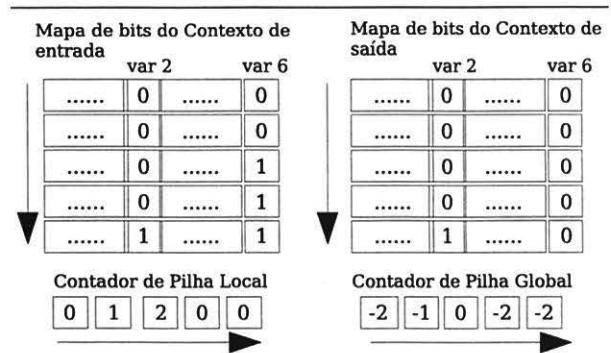 Mapa de bits do Contexto de entrada
var 2 var 6
...... 0 ...... 0
...... 0 ...... 0
...... 0 ...... 1
...... 0 ...... 1
...... 1 ...... 1
Contador de Pilha Local
0 1 2 0 0
Mapa de bits do Contexto de saída
var 2 var 6
...... 0 ...... 0
...... 0 ...... 0
...... 0 ...... 0
...... 0 ...... 0
...... 1 ...... 0
Contador de Pilha Global
-2 -1 0 -2 -2